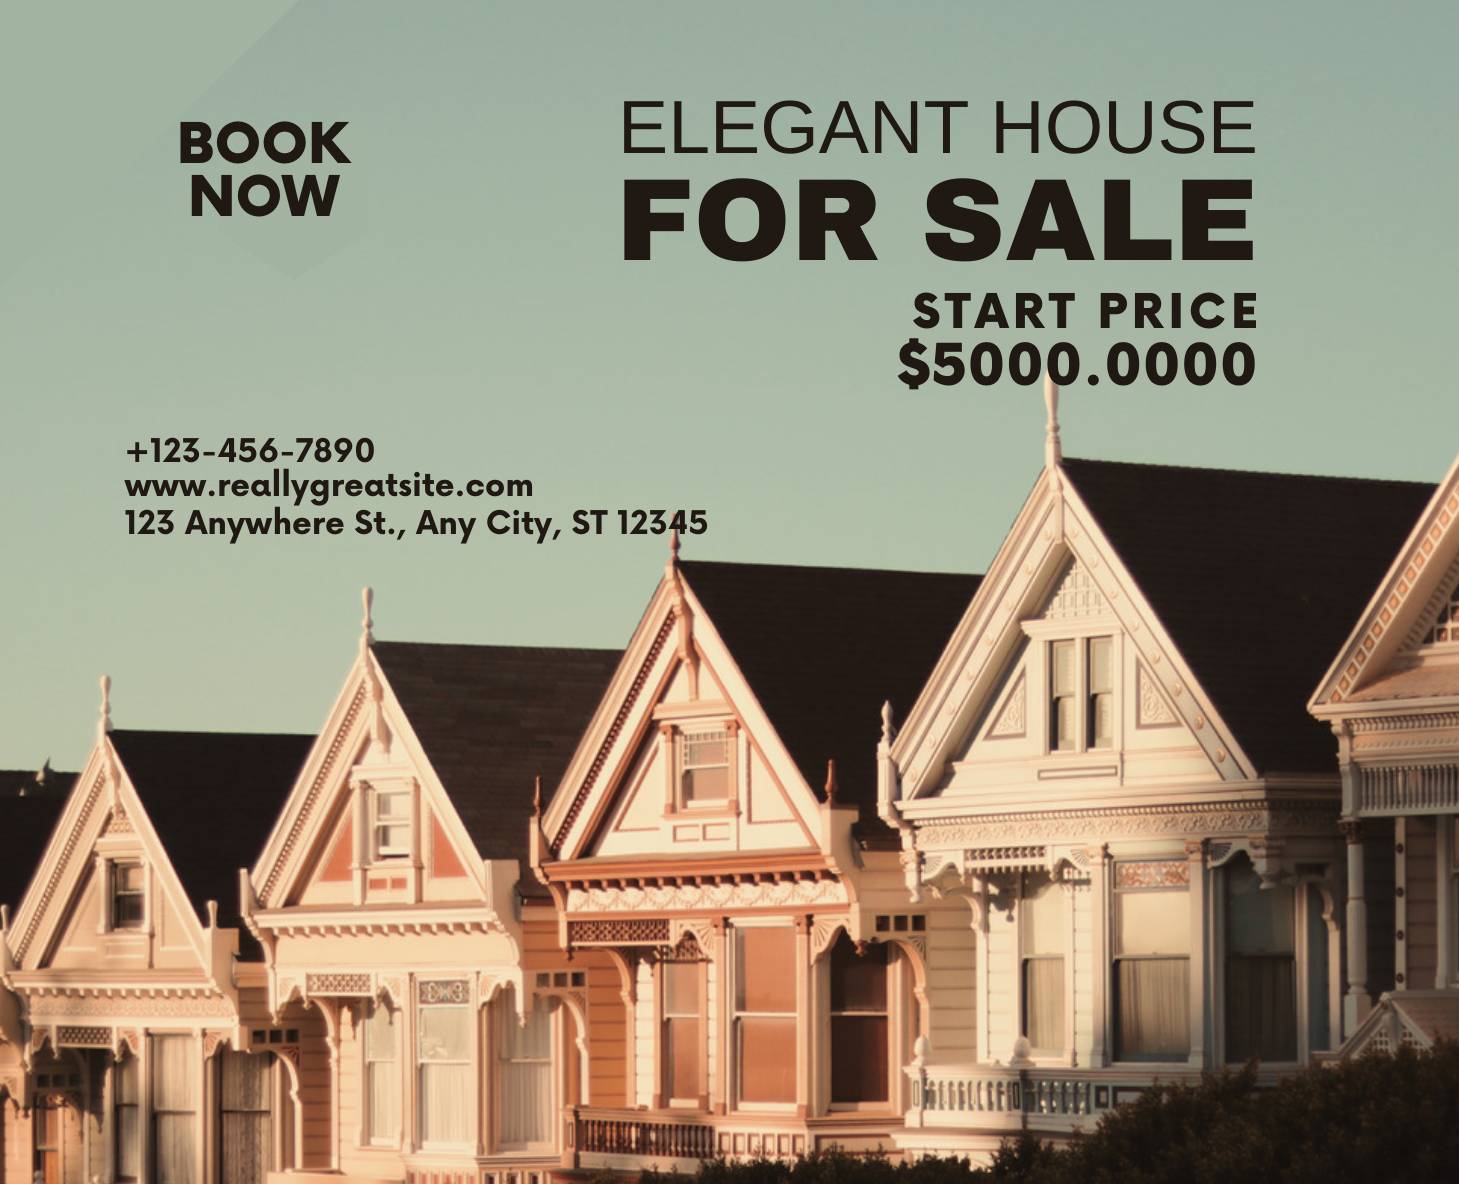 BOOK
NOW
ELEGANT HOUSE
FOR SALE
START PRICE
$5000.0000
+123-456-7890
www.reallygreatsite.com
123 Anywhere St., Any City, ST 12345